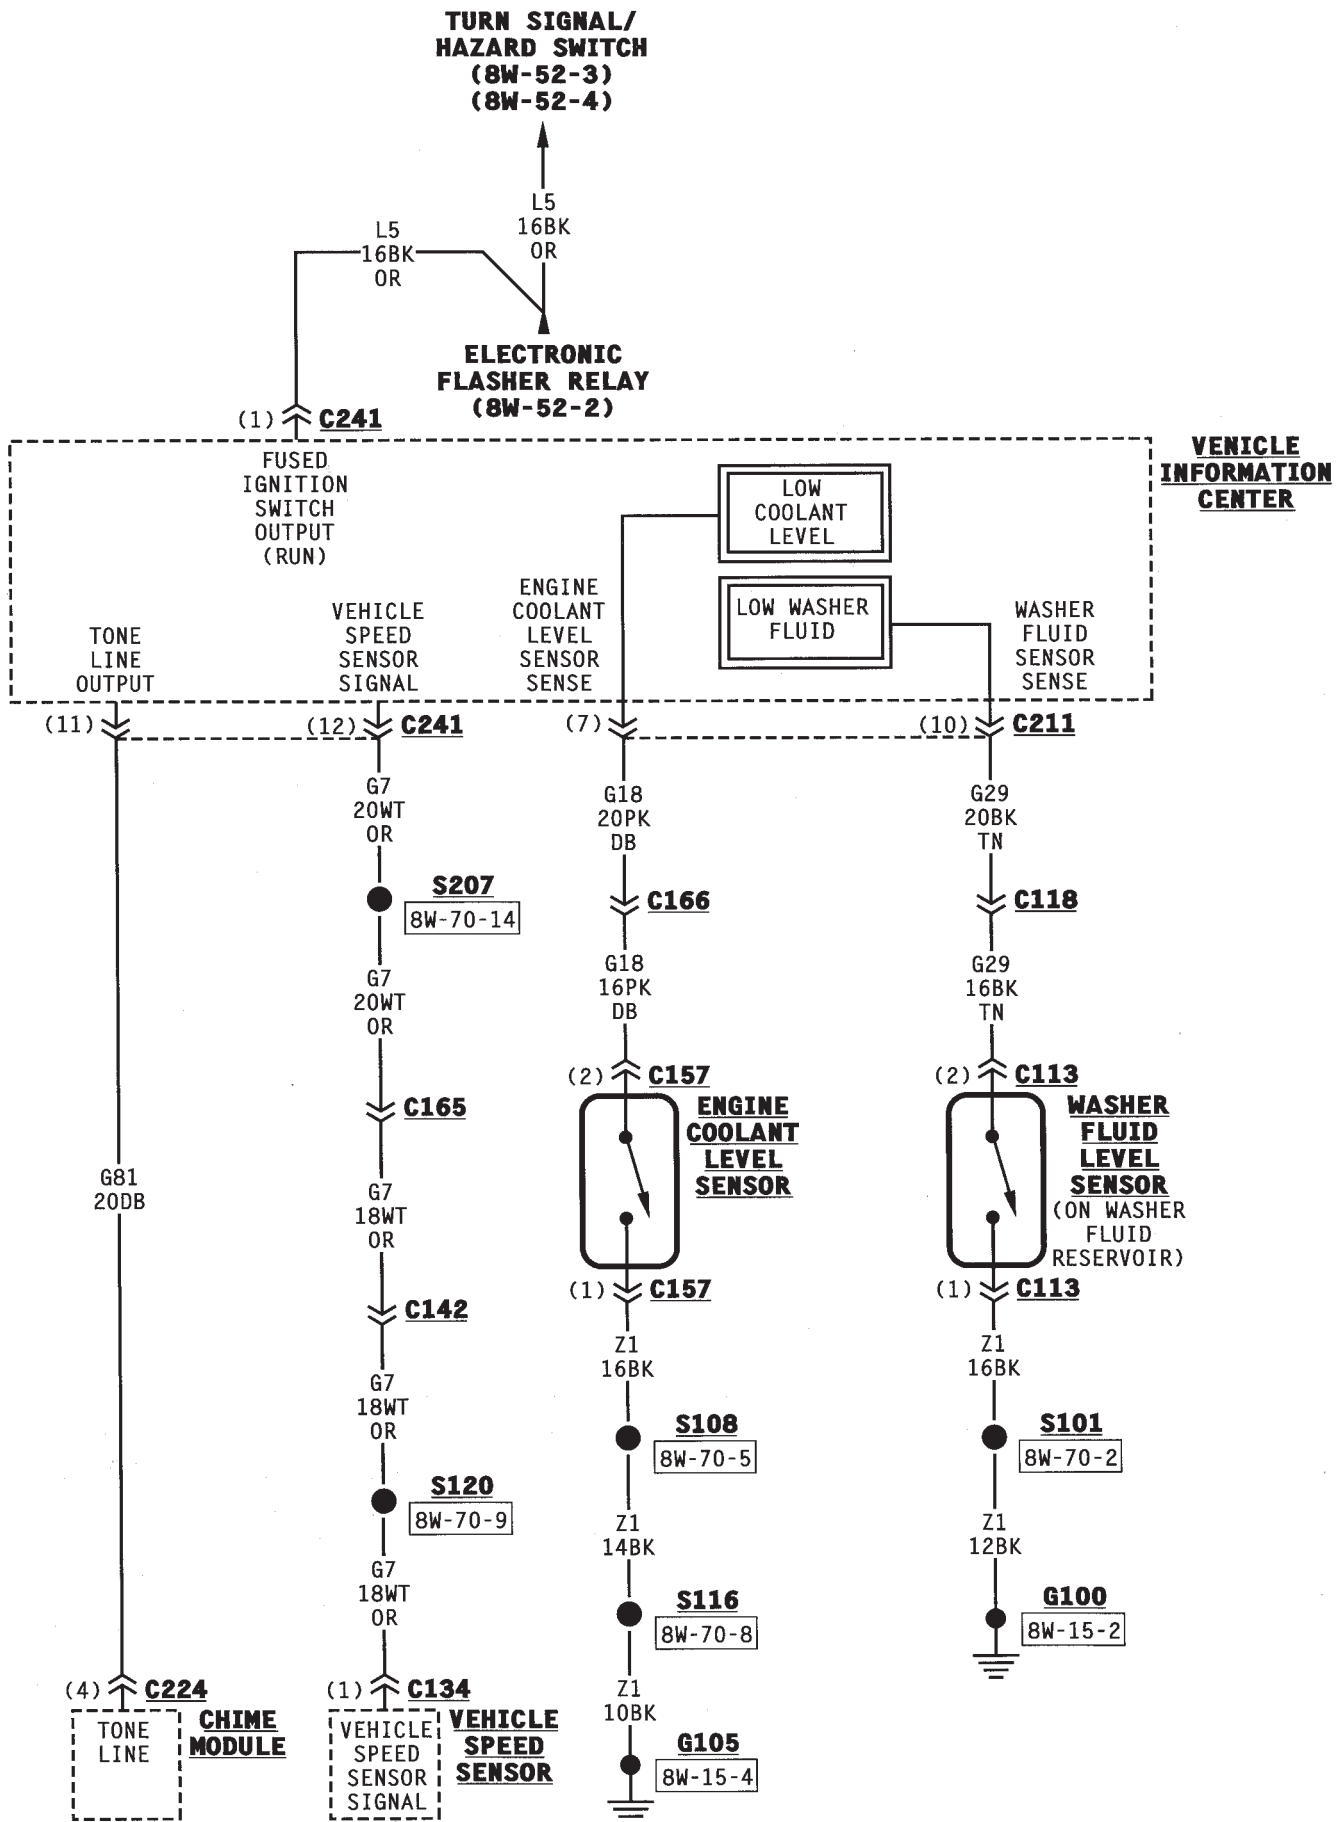 TURN SIGNAL/
HAZARD SWITCH
(8W-52-3)
(8W-52-4)
L5
16BK
OR
L5
16BK
OR
ELECTRONIC
FLASHER RELAY
(8W-52-2)
(1)
C241
VENICLE
INFORMATION
CENTER
FUSED
IGNITION
SWITCH
OUTPUT
(RUN)
LOW
COOLANT
LEVEL
LOW WASHER
FLUID
TONE
LINE
OUTPUT
VEHICLE
SPEED
SENSOR
SIGNAL
ENGINE
COOLANT
LEVEL
SENSOR
SENSE
WASHER
FLUID
SENSOR
SENSE
(11)
(12)
C241
(7)
(10)
C211
G7
20WT
OR
G18
20PK
DB
G29
20BK
TN
S207
8W-70-14
C166
C118
G7
20WT
OR
G18
16PK
DB
G29
16BK
TN
C165
(2)
C157
(2)
C113
ENGINE
COOLANT
LEVEL
SENSOR
WASHER
FLUID
LEVEL
SENSOR
(ON WASHER
FLUID
RESERVOIR)
G81
20DB
G7
18WT
OR
C142
(1)
C157
(1)
C113
G7
18WT
OR
Z1
16BK
Z1
16BK
S120
8W-70-9
S108
8W-70-5
S101
8W-70-2
G7
18WT
OR
Z1
14BK
Z1
12BK
S116
8W-70-8
G100
8W-15-2
(4)
C224
(1)
C134
Z1
10BK
TONE
LINE
CHIME
MODULE
VEHICLE
SPEED
SENSOR
SIGNAL
VEHICLE
SPEED
SENSOR
G105
8W-15-4